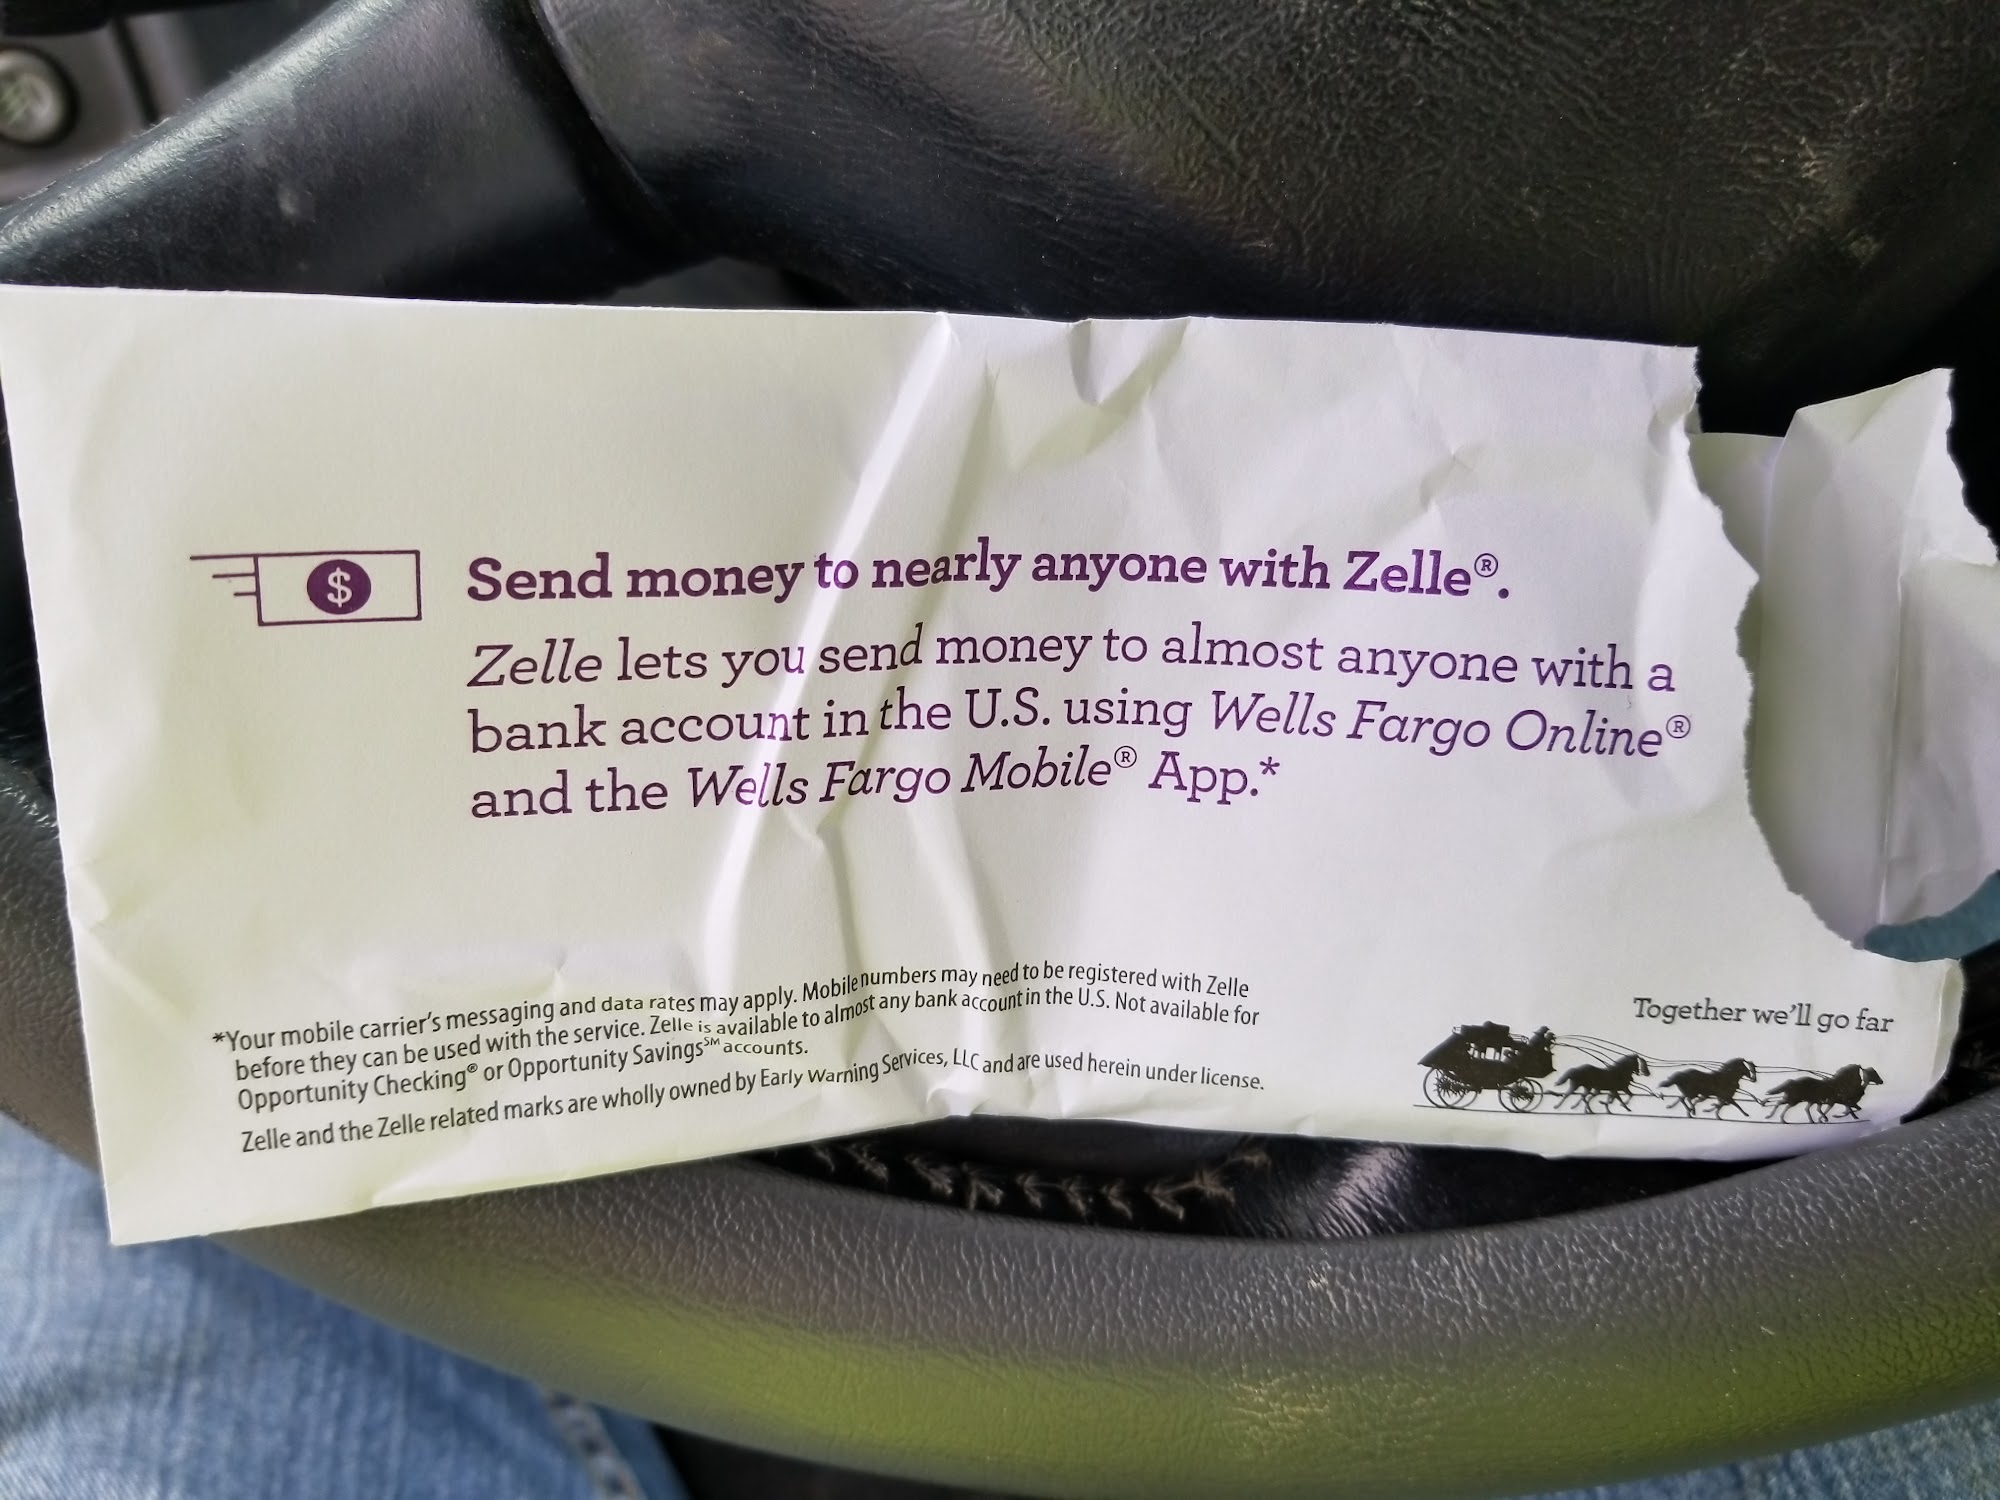 $
Send money to nearly anyone with Zelle®.
Zelle lets you send money to almost anyone with a
bank account in the U.S. using Wells Fargo Online®
and the Wells Fargo Mobile® App.*
*Your mobile carrier's messaging and data rates may apply. Mobile numbers may need to be registered with Zelle
before they can be used with the service. Zelle is available to almost any bank account in the U.S. Not available for
Opportunity Checking® or Opportunity Savings℠ accounts.
Zelle and the Zelle related marks are wholly owned by Early Warning Services, LLC and are used herein under license.
Together we'll go far